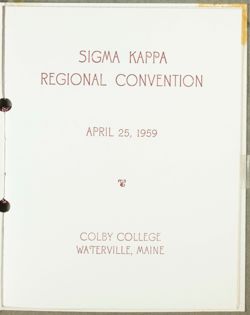 SIGMA KAPPA
REGIONAL CONVENTION
APRIL 25, 1959
COLBY COLLEGE
WATERVILLE, MAINE